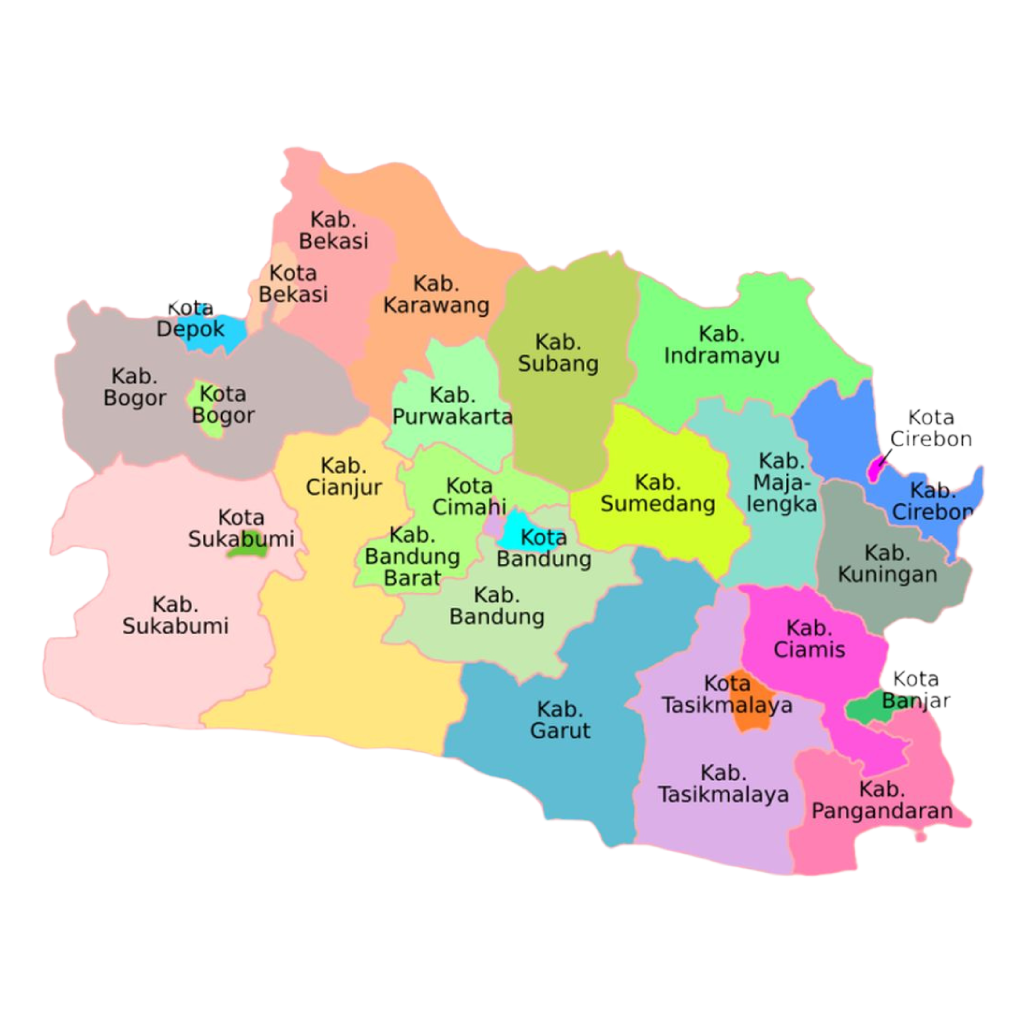 Kab.
Bekasi
Kota
Bekasi
Kab.
Karawang
Kota
Depok
Kab.
Bogor
Kota
Bogor
Kab.
Subang
Kab.
Indramayu
Kab.
Purwakarta
Kota
Cirebon
Kab.
Cirebon
Kab.
Cianjur
Kota
Cimahi
Kab.
Sumedang
Kab.
Maja-
lengka
Kota
Sukabumi
Kab.
Bandung
Barat
Kota
Bandung
Kab.
Kuningan
Kab.
Sukabumi
Kab.
Bandung
Kab.
Ciamis
Kota
Banjar
Kab.
Garut
Kota
Tasikmalaya
Kab.
Tasikmalaya
Kab.
Pangandaran